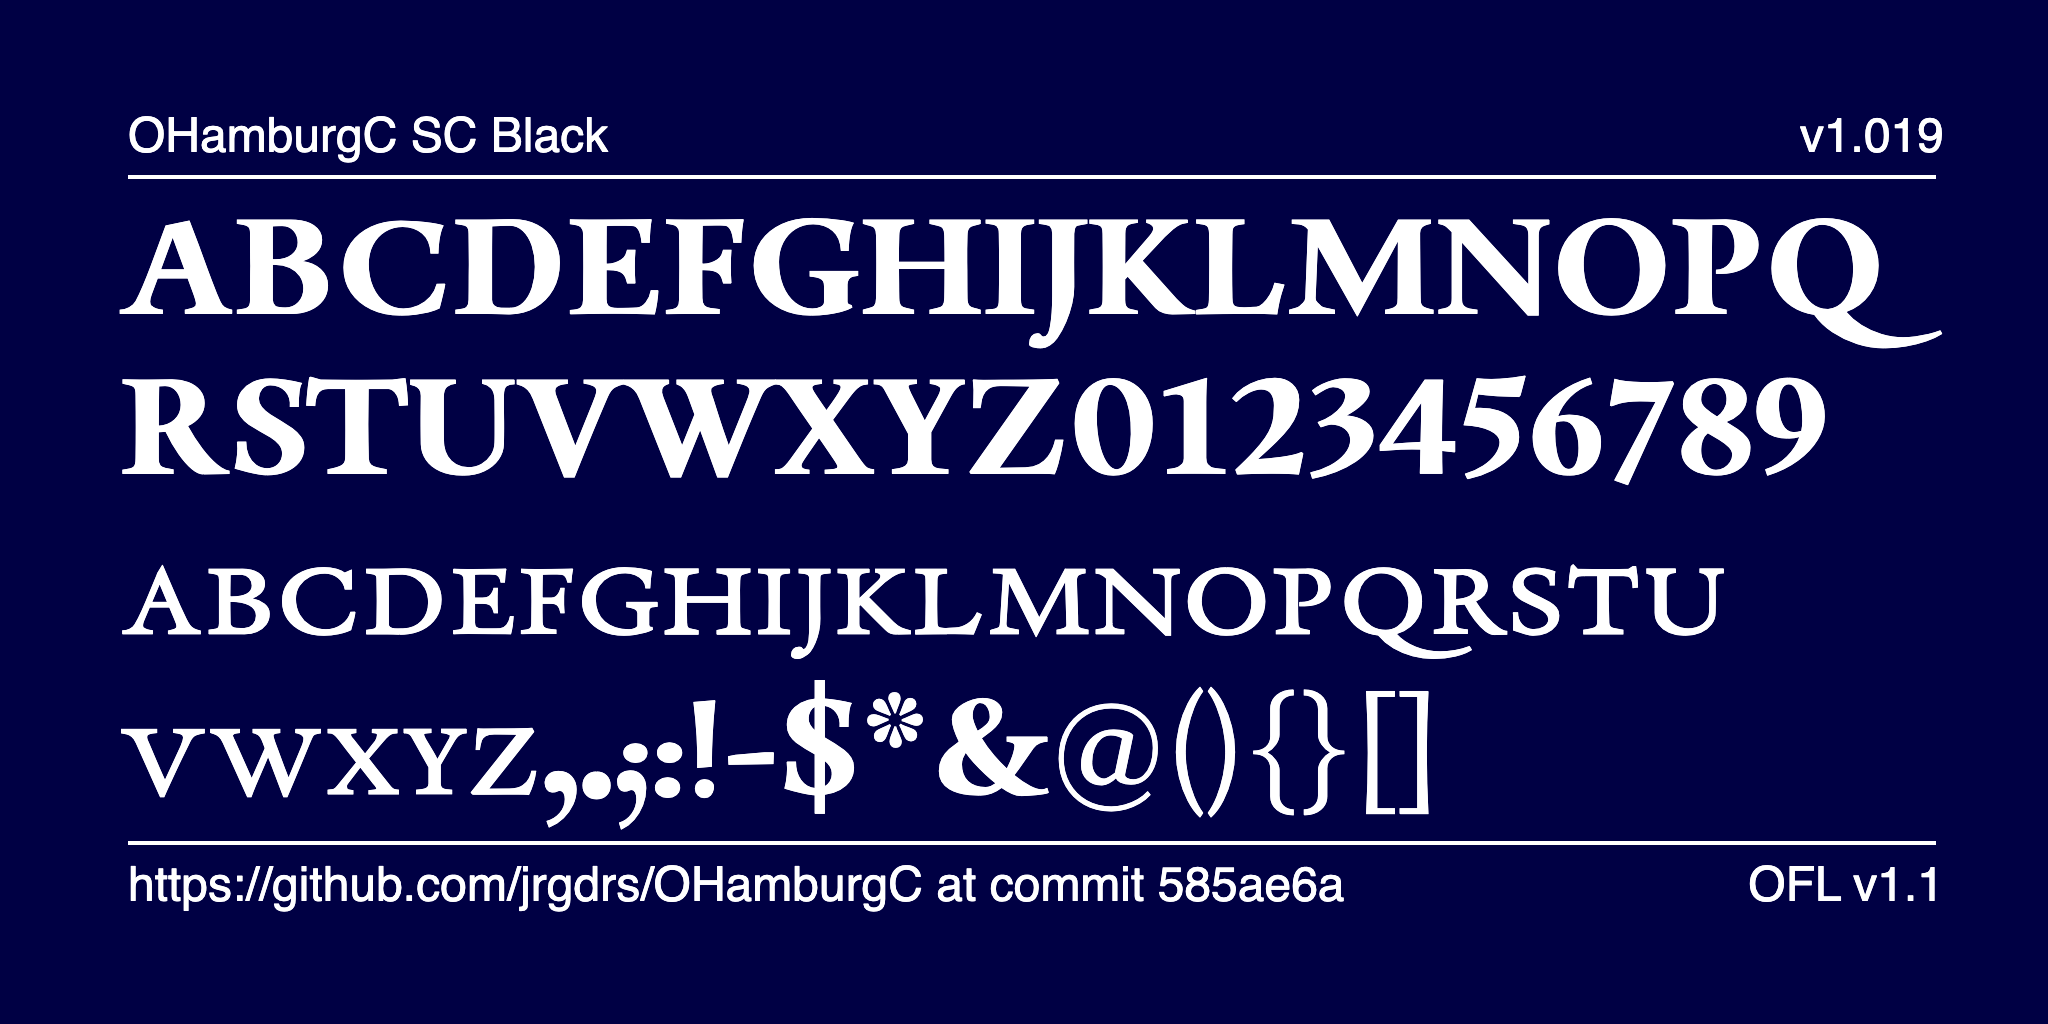 OHamburgC SC Black
v1.019
ABCDEFGHIJKLMNOPQ
RSTUVWXYZ0123456789
ABCDEFGHIJKLMNOPQRSTU
VWXYZ,.;:!-$*&@(){}[]
https://github.com/jrgdrs/OHamburgC at commit 585ae6a
OFL v1.1